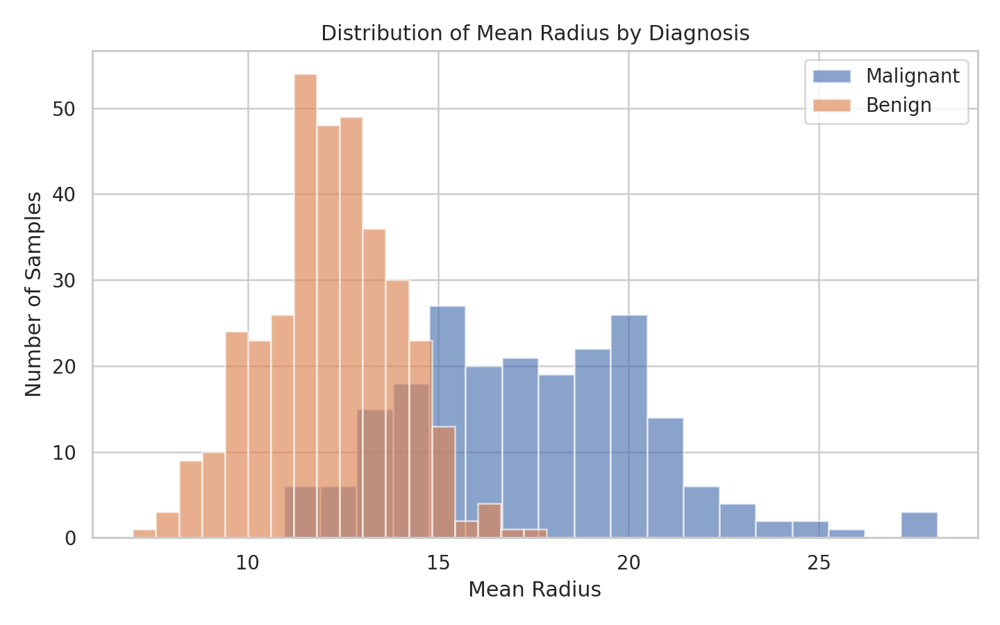 Distribution of Mean Radius by Diagnosis
Malignant
Benign
Number of Samples
50
40
30
20
10
0
10 15 20 25
Mean Radius